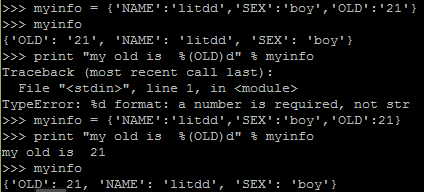 >>> myinfo = {'NAME':'litdd','SEX':'boy','OLD':'21'}
>>> myinfo
{'OLD': '21', 'NAME': 'litdd', 'SEX': 'boy'}
>>> print "my old is  %(OLD)d" % myinfo
Traceback (most recent call last):
  File "<stdin>", line 1, in <module>
TypeError: %d format: a number is required, not str
>>> myinfo = {'NAME':'litdd','SEX':'boy','OLD':21}
>>> print "my old is  %(OLD)d" % myinfo
my old is  21
>>> myinfo
{'OLD': 21, 'NAME': 'litdd', 'SEX': 'boy'}